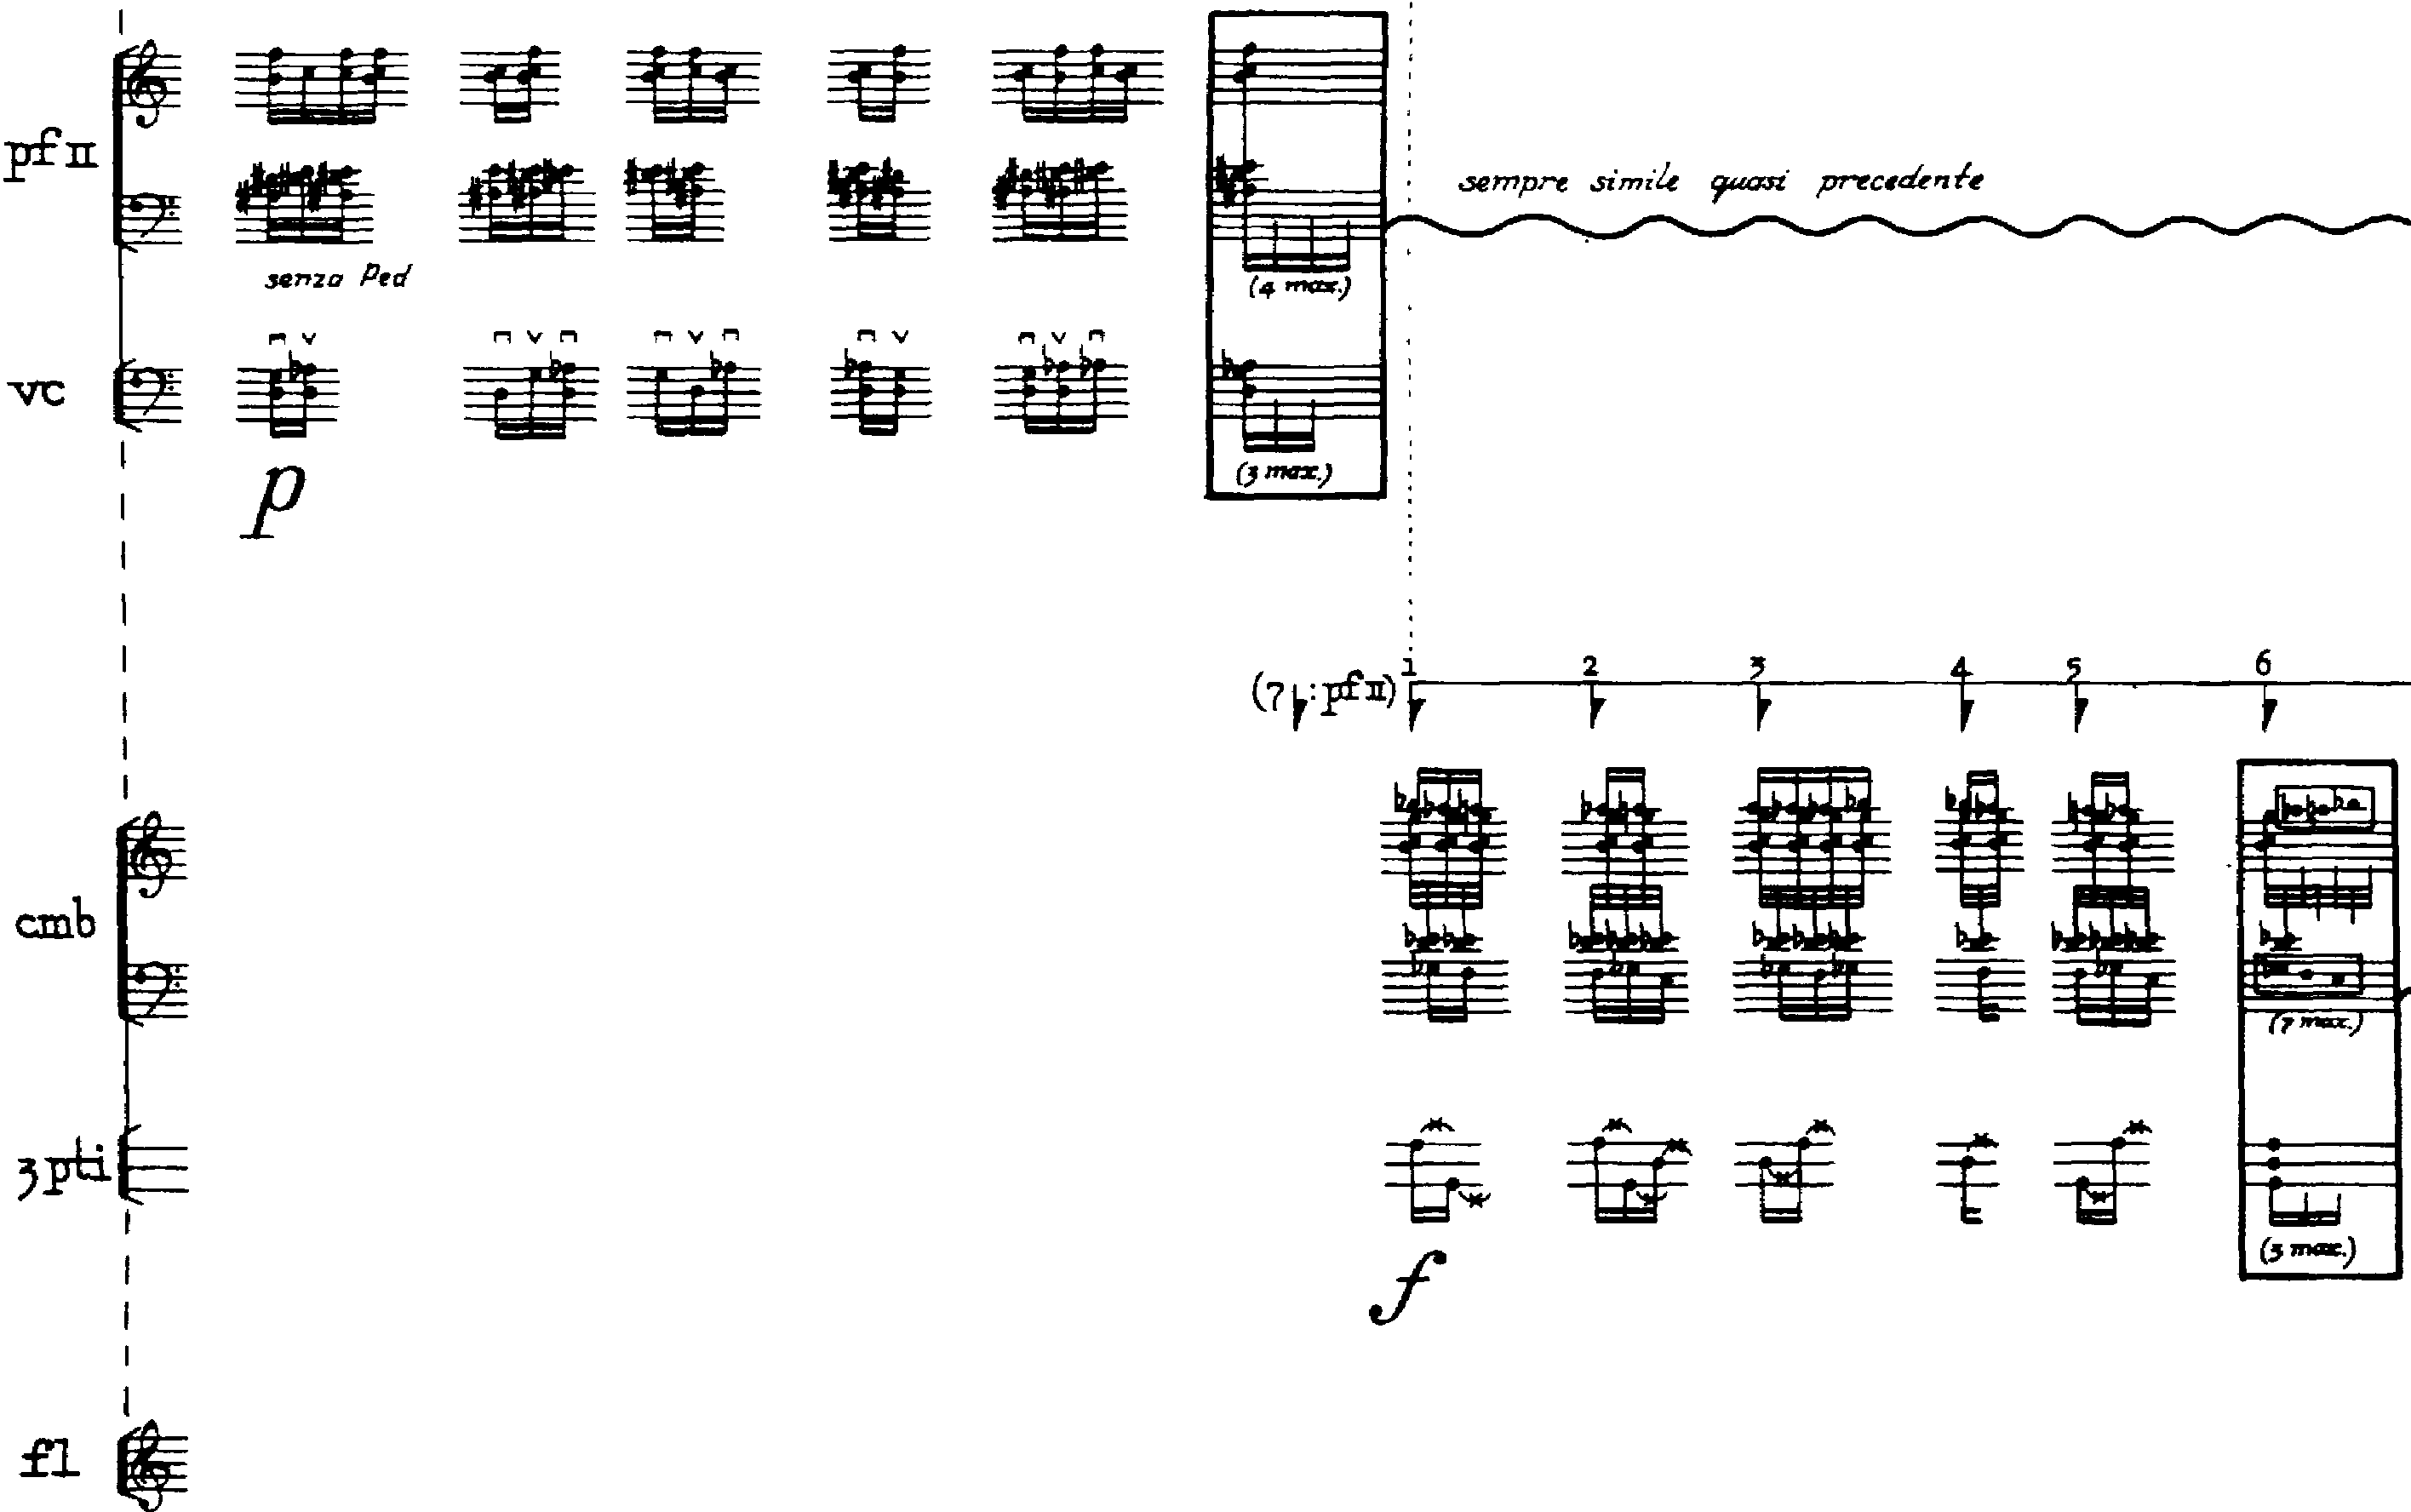 pf II
sempre simile quasi precedente
senza Ped
(4 max.)
vc
(3 max.)
p
1 2 3 4 5 6
(7 : pf II)
cmb
(7 max.)
3 pti
(3 max.)
f
fl